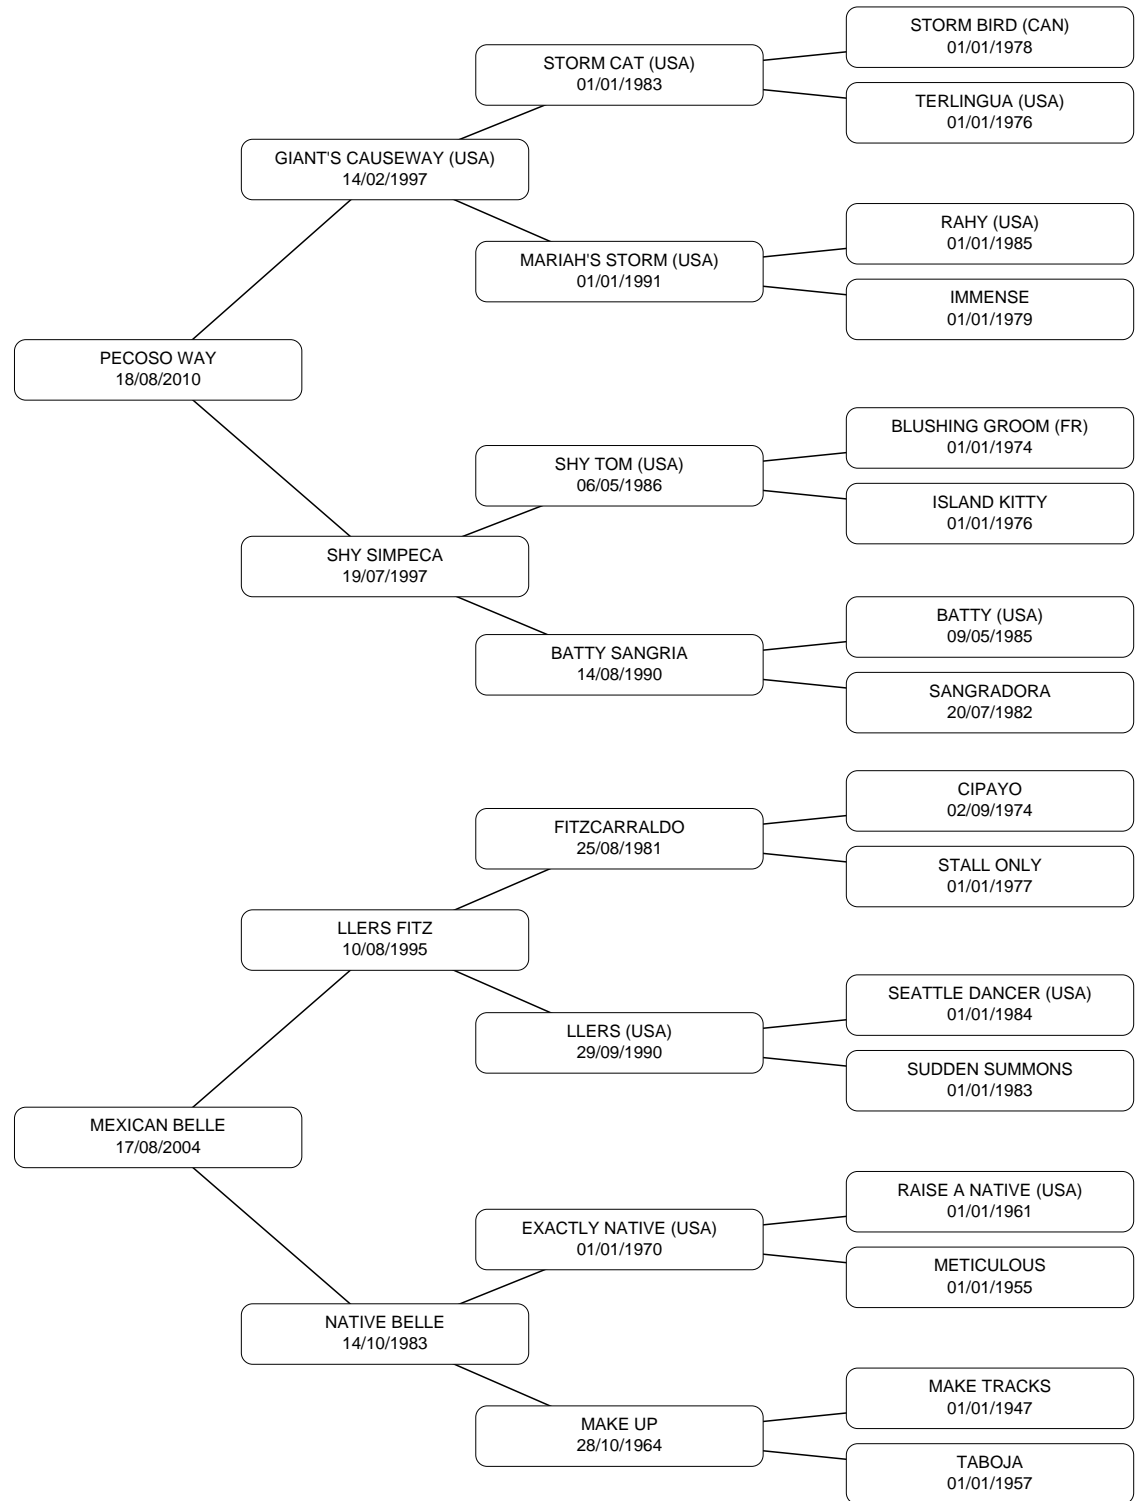 STORM BIRD (CAN)
01/01/1978
STORM CAT (USA)
01/01/1983
TERLINGUA (USA)
01/01/1976
GIANT'S CAUSEWAY (USA)
14/02/1997
RAHY (USA)
01/01/1985
MARIAH'S STORM (USA)
01/01/1991
IMMENSE
01/01/1979
PECOSO WAY
18/08/2010
BLUSHING GROOM (FR)
01/01/1974
SHY TOM (USA)
06/05/1986
ISLAND KITTY
01/01/1976
SHY SIMPECA
19/07/1997
BATTY (USA)
09/05/1985
BATTY SANGRIA
14/08/1990
SANGRADORA
20/07/1982
CIPAYO
02/09/1974
FITZCARRALDO
25/08/1981
STALL ONLY
01/01/1977
LLERS FITZ
10/08/1995
SEATTLE DANCER (USA)
01/01/1984
LLERS (USA)
29/09/1990
SUDDEN SUMMONS
01/01/1983
MEXICAN BELLE
17/08/2004
RAISE A NATIVE (USA)
01/01/1961
EXACTLY NATIVE (USA)
01/01/1970
METICULOUS
01/01/1955
NATIVE BELLE
14/10/1983
MAKE TRACKS
01/01/1947
MAKE UP
28/10/1964
TABOJA
01/01/1957